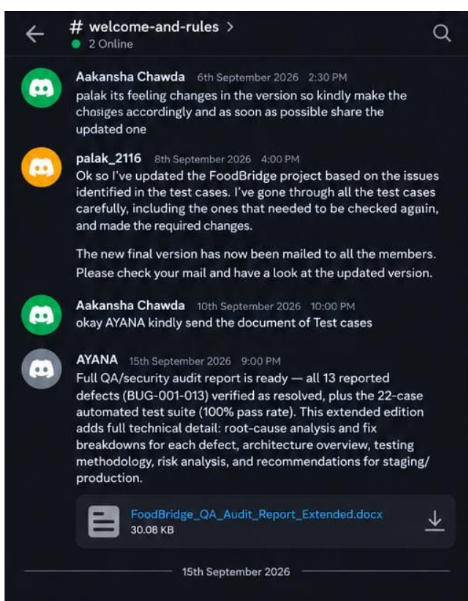 # welcome-and-rules >
2 Online
Aakansha Chawda 6th September 2026 2:30 PM
palak its feeling changes in the version so kindly make the
chasiges accordingly and as soon as possible share the
updated one
palak_2116 8th September 2026 4:00 PM
Ok so I've updated the FoodBridge project based on the issues
identified in the test cases. I've gone through all the test cases
carefully, including the ones that needed to be checked again,
and made the required changes.
The new final version has now been mailed to all the members.
Please check your mail and have a look at the updated version.
Aakansha Chawda 10th September 2026 10:00 PM
okay AYANA kindly send the document of Test cases
AYANA 15th September 2026 9:00 PM
Full QA/security audit report is ready — all 13 reported
defects (BUG-001-013) verified as resolved, plus the 22-case
automated test suite (100% pass rate). This extended edition
adds full technical detail: root-cause analysis and fix
breakdowns for each defect, architecture overview, testing
methodology, risk analysis, and recommendations for staging/
production.
FoodBridge_QA_Audit_Report_Extended.docx
30.08 KB
15th September 2026